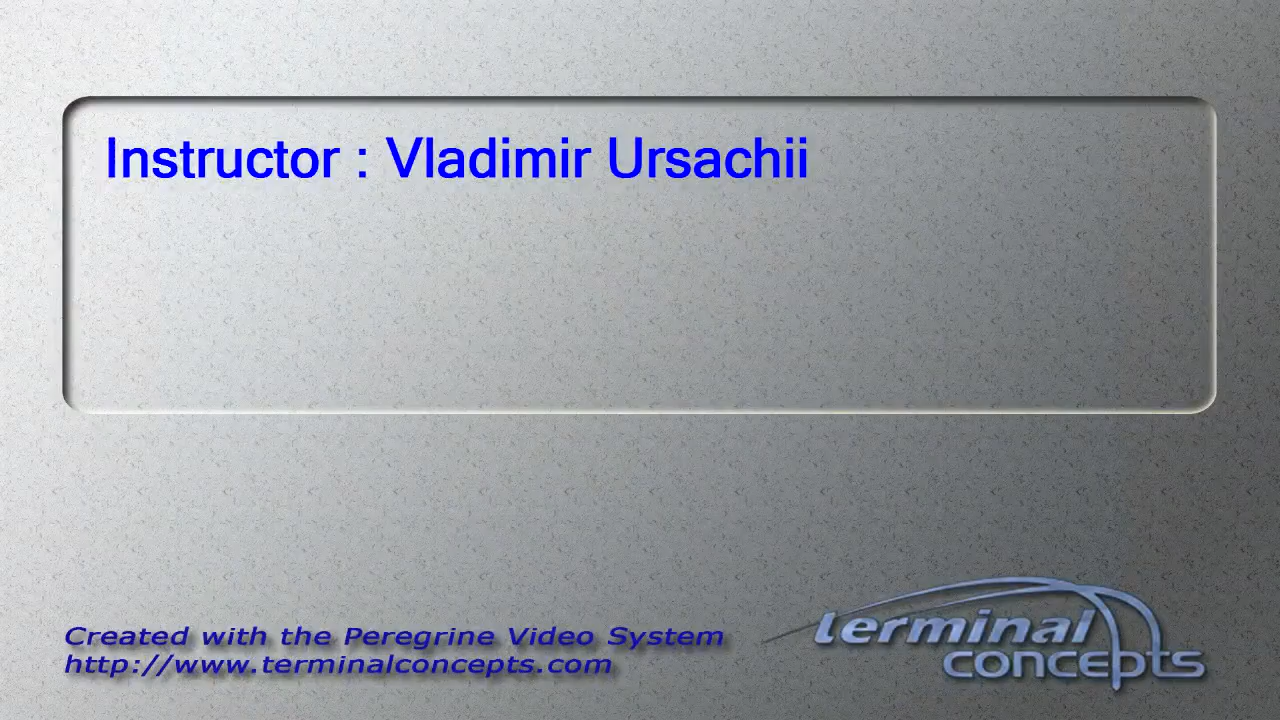 Instructor : Vladimir Ursachii
Created with the Peregrine Video System
http://www.terminalconcepts.com
terminal
concepts